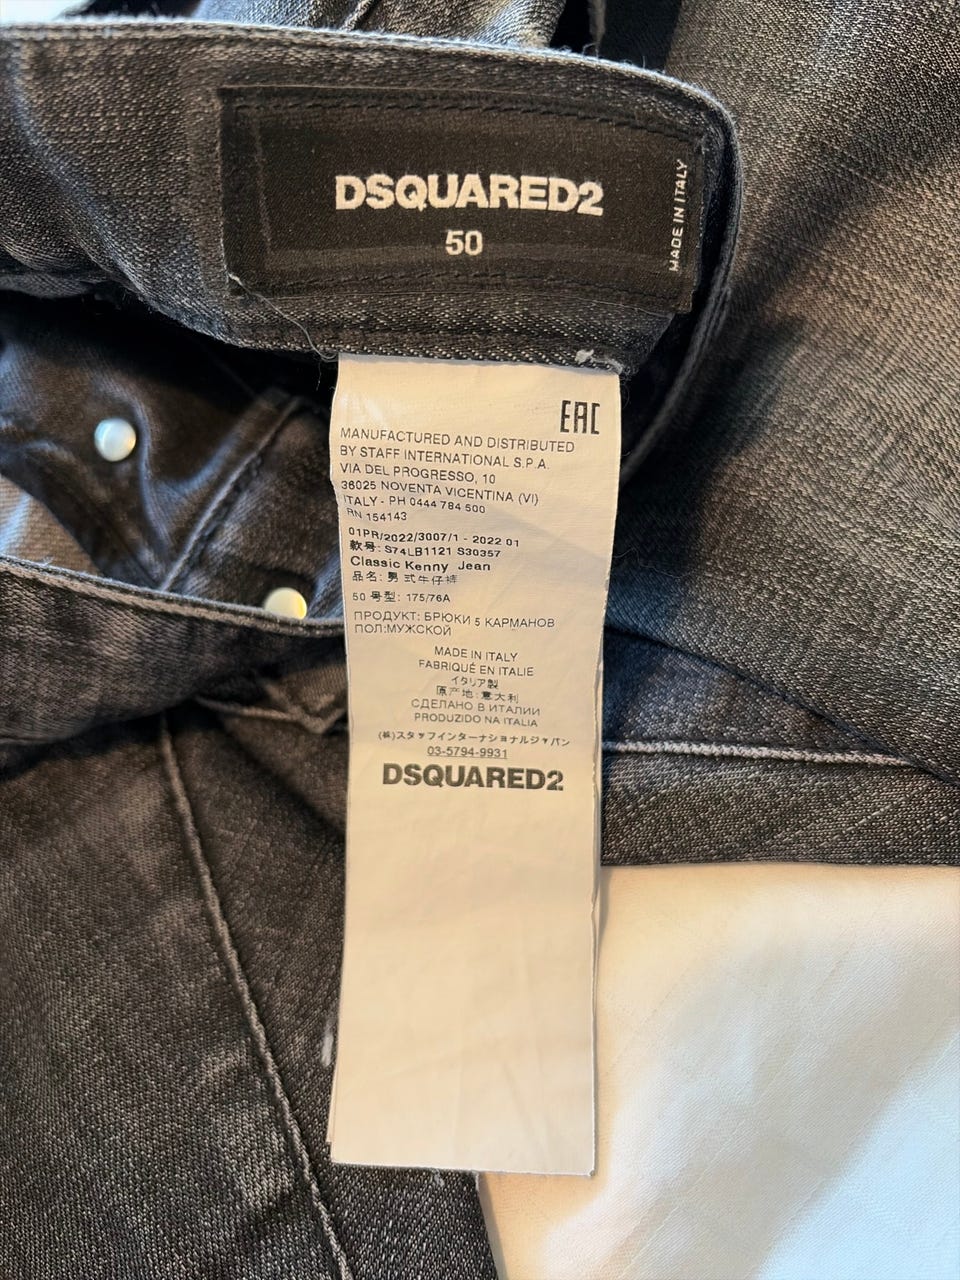 DSQUARED2
50
MADE IN ITALY
EAC
MANUFACTURED AND DISTRIBUTED
BY STAFF INTERNATIONAL S.P.A.
VIA DEL PROGRESSO, 10
36025 NOVENTA VICENTINA (VI)
ITALY - PH 0444 784 500
RN 154143
01PR/2022/3007/1 - 2022 01
款号: S74LB1121 S30357
Classic Kenny Jean
品名: 男式牛仔裤
50 号型: 175/76A
ПРОДУКТ: БРЮКИ 5 КАРМАНОВ
ПОЛ:МУЖСКОЙ
MADE IN ITALY
FABRIQUÉ EN ITALIE
イタリア製
原产地:意大利
СДЕЛАНО В ИТАЛИИ
PRODUZIDO NA ITALIA
(株)スタッフインターナショナルジャパン
03-5794-9931
DSQUARED2